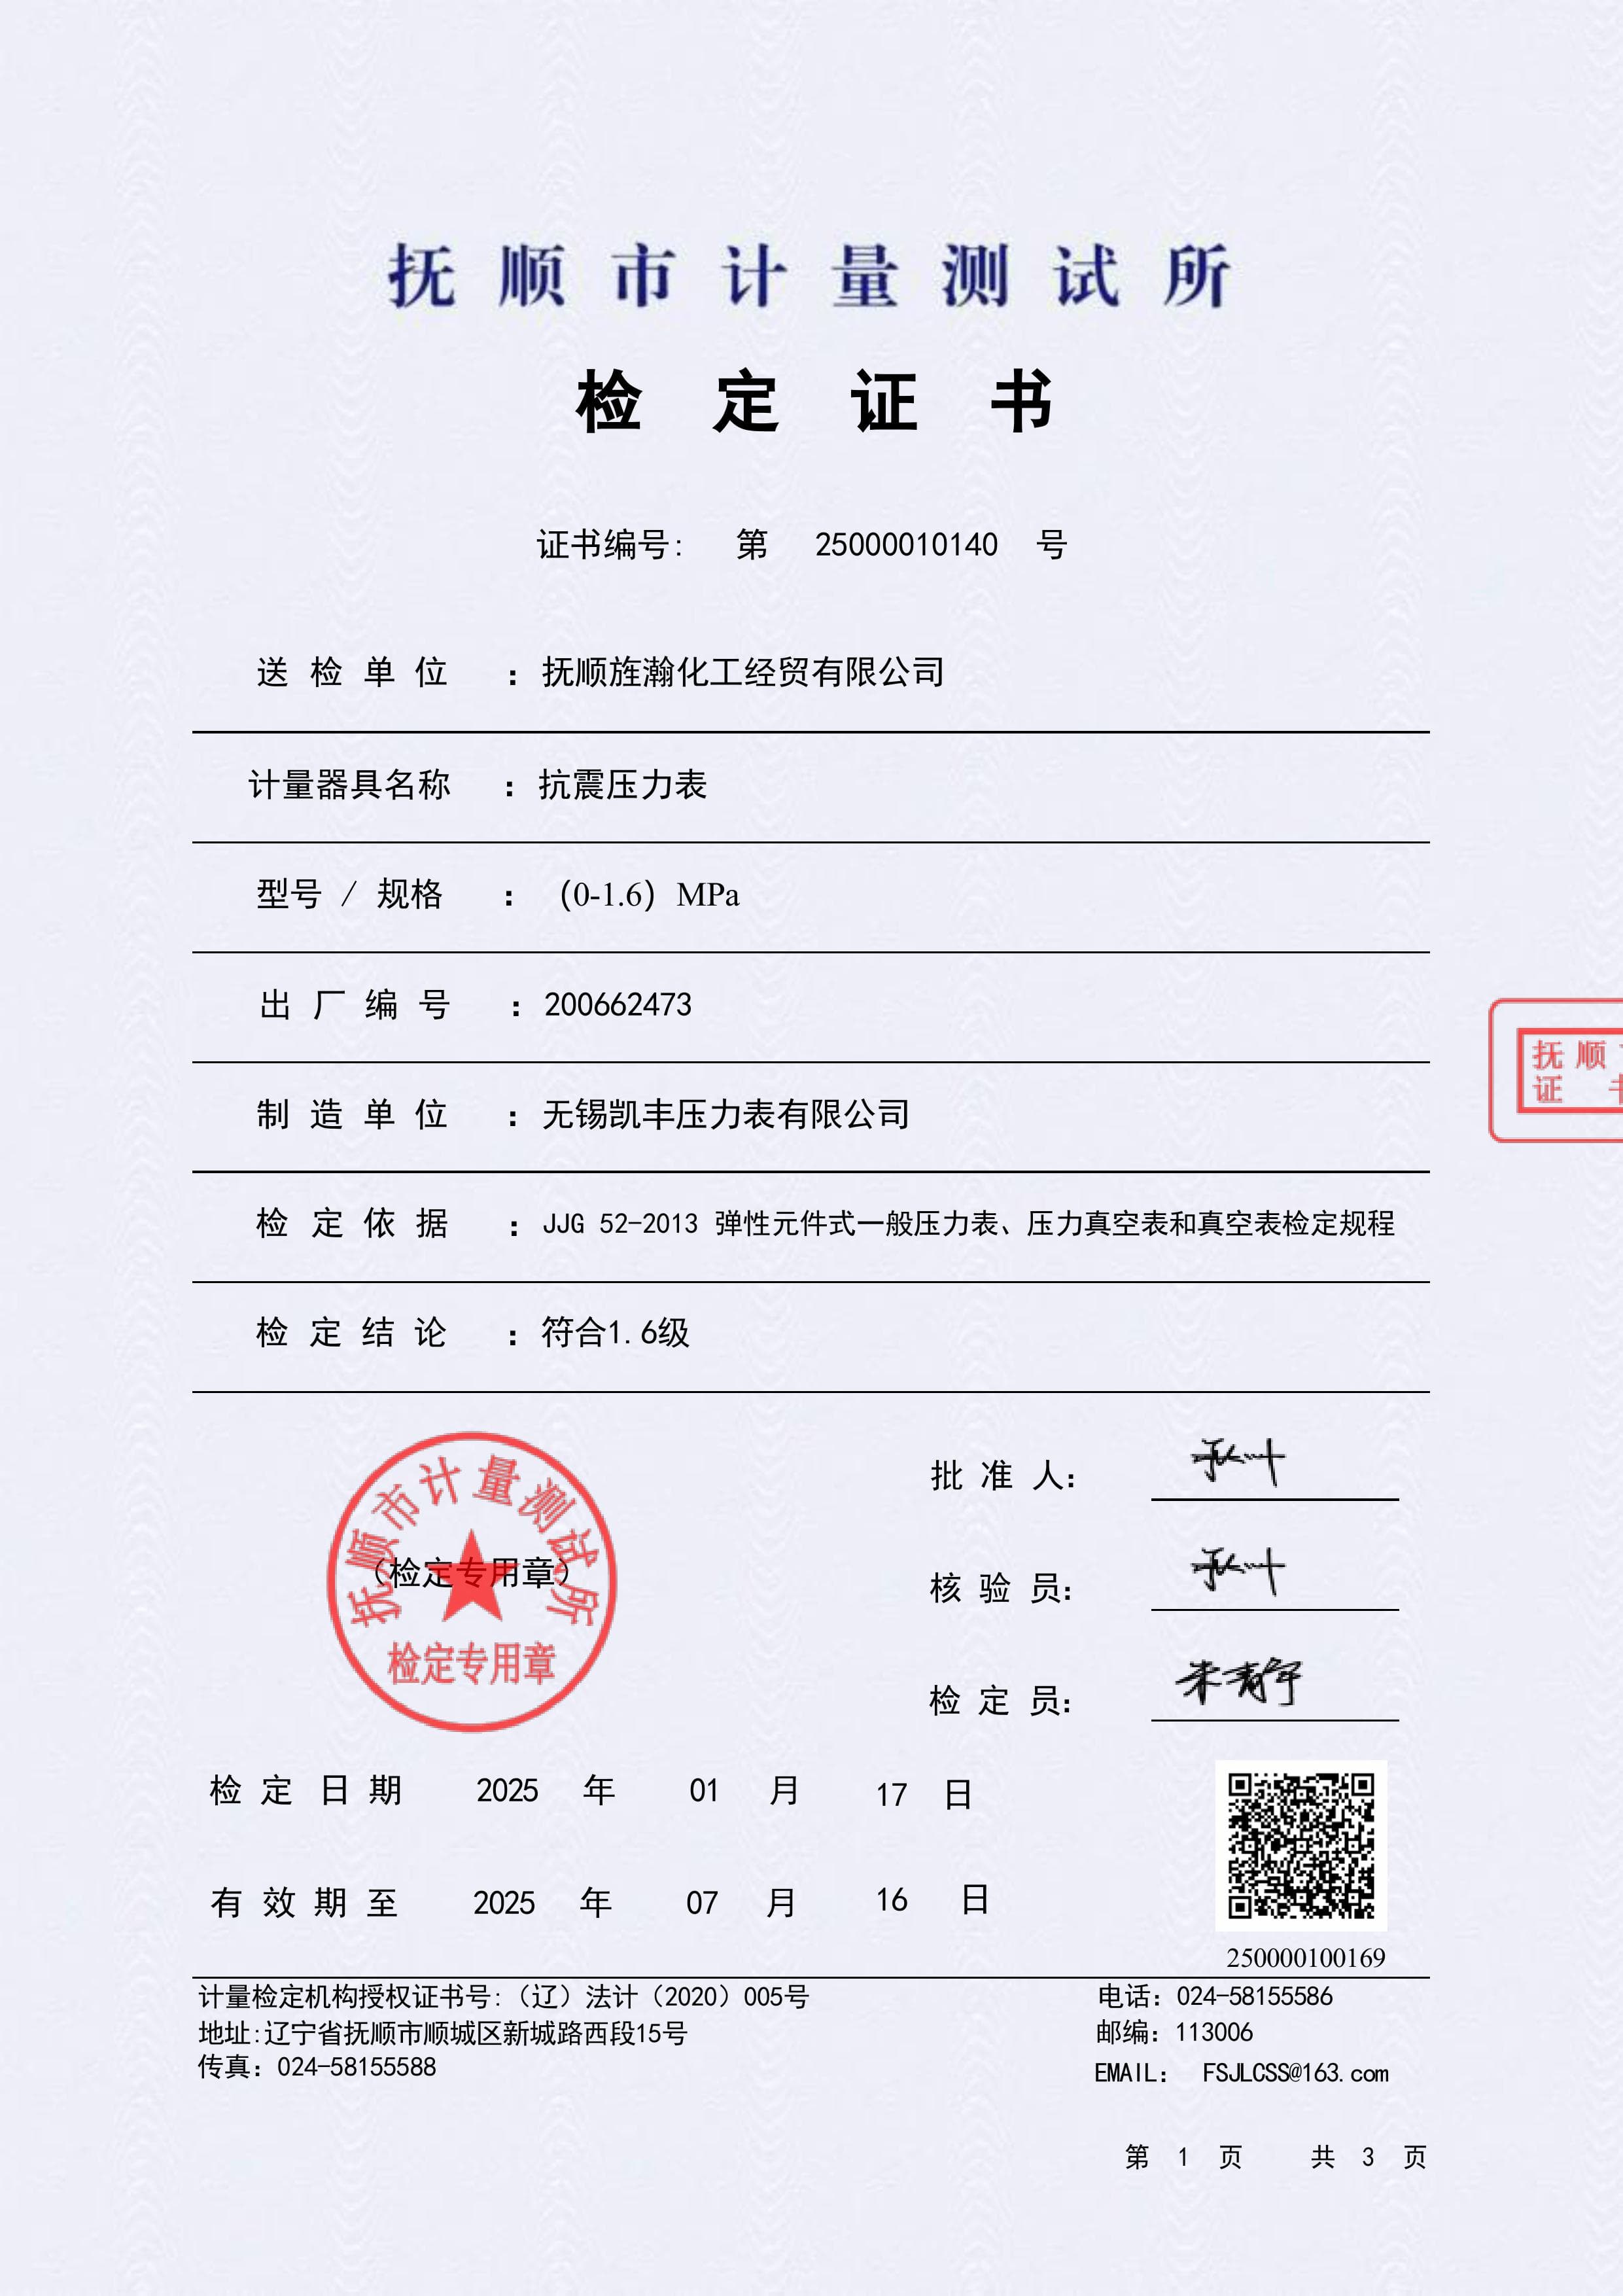 抚顺市计量测试所
检定证书
证书编号: 第 25000010140 号
送检单位 : 抚顺旌瀚化工经贸有限公司
计量器具名称 : 抗震压力表
型号 / 规格 : (0-1.6) MPa
出厂编号 : 200662473
制造单位 : 无锡凯丰压力表有限公司
检定依据 : JJG 52-2013 弹性元件式一般压力表、压力真空表和真空表检定规程
检定结论 : 符合1.6级
抚顺
证
抚顺市计量测试所
(检定专用章)
检定专用章
批准人:
核验员:
检定员: 朱青宁
检定日期 2025 年 01 月 17 日
有效期至 2025 年 07 月 16 日
250000100169
计量检定机构授权证书号:(辽)法计(2020)005号 电话: 024-58155586
地址:辽宁省抚顺市顺城区新城路西段15号 邮编: 113006
传真: 024-58155588 EMAIL: FSJLCSS@163.com
第 1 页 共 3 页